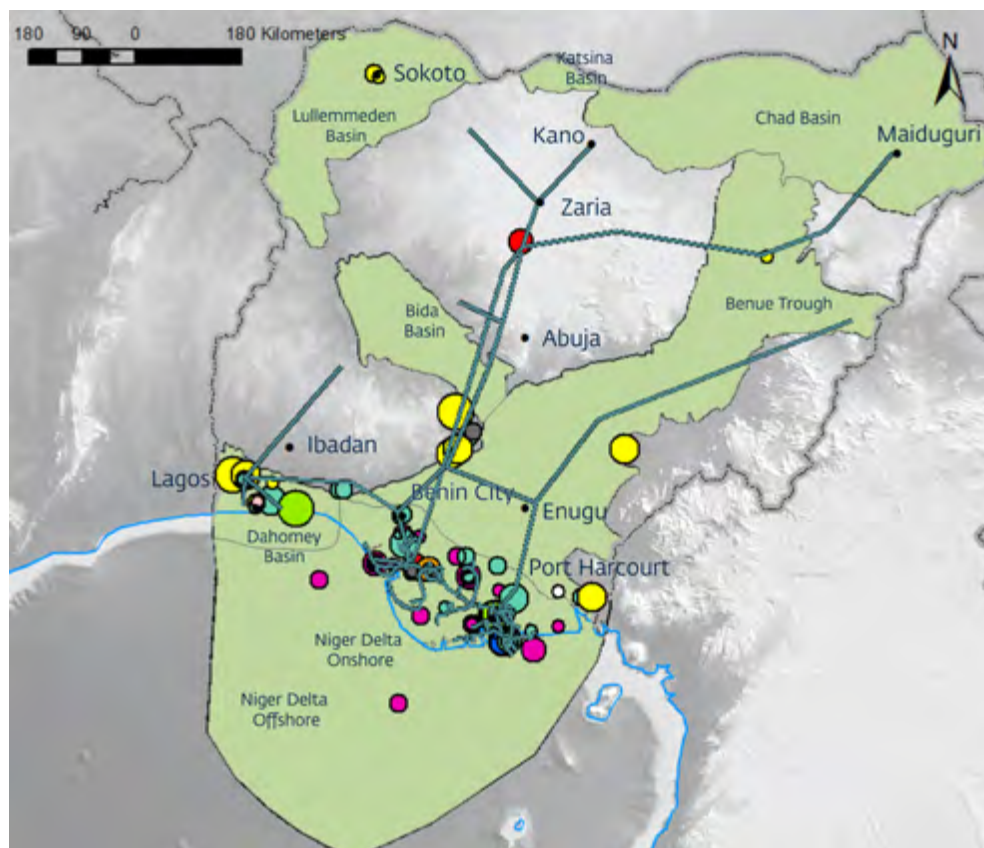 180 90 0 180 Kilometers
N
Sokoto
Katsina
Basin
Lullemmeden
Basin
Kano
Chad Basin
Maiduguri
Zaria
Bida
Basin
Benue Trough
Abuja
Ibadan
Lagos
Benin City
Enugu
Dahomey
Basin
Port Harcourt
Niger Delta
Onshore
Niger Delta
Offshore